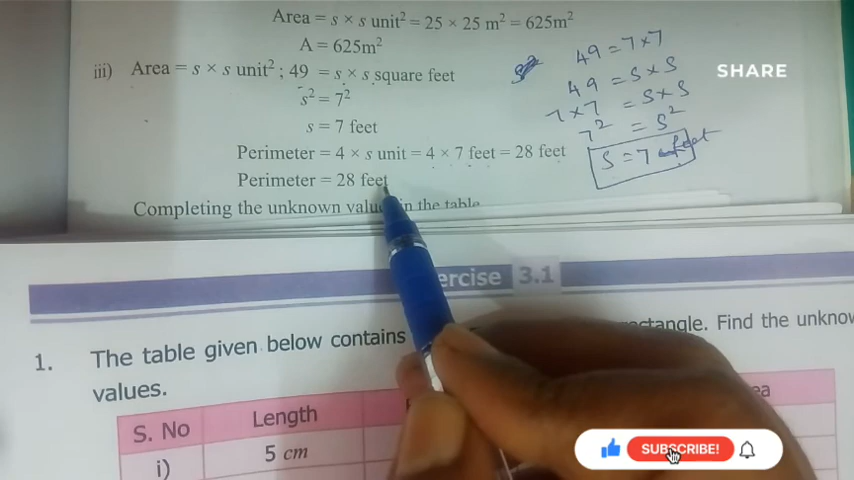 Area = s × s unit² = 25 × 25 m² = 625m²
A = 625m²
iii) Area = s × s unit² ; 49 = s × s square feet
s² = 7²
s = 7 feet
Perimeter = 4 × s unit = 4 × 7 feet = 28 feet
Perimeter = 28 feet
Completing the unknown value in the table
49 = 7×7
49 = S×S
7×7 = S×S
7² = S²
S = 7 feet
SHARE
ercise 3.1
1. The table given below contains rectangle. Find the unknow
values.
S. No Length ea
i) 5 cm
SUBSCRIBE!